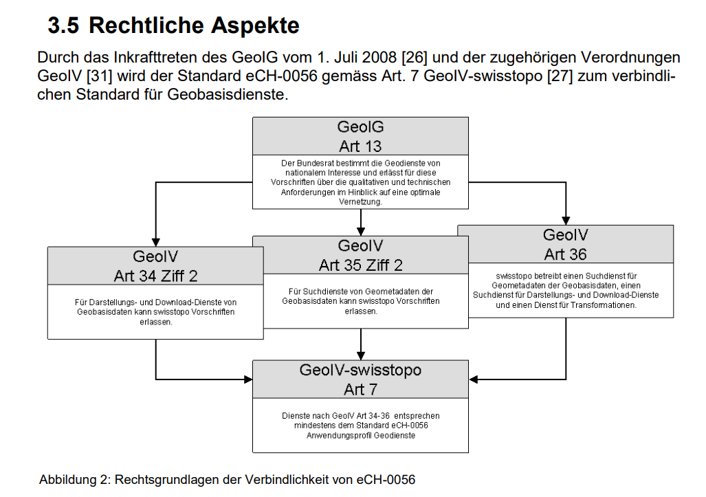 3.5 Rechtliche Aspekte
Durch das Inkrafttreten des GeoIG vom 1. Juli 2008 [26] und der zugehörigen Verordnungen
GeoIV [31] wird der Standard eCH-0056 gemäss Art. 7 GeoIV-swisstopo [27] zum verbindli-
chen Standard für Geobasisdienste.
GeoIG
Art 13
Der Bundesrat bestimmt die Geodienste von
nationalem Interesse und erlässt für diese
Vorschriften über die qualitativen und technischen
Anforderungen im Hinblick auf eine optimale
Vernetzung.
GeoIV
Art 34 Ziff 2
Für Darstellungs- und Download-Dienste von
Geobasisdaten kann swisstopo Vorschriften
erlassen.
GeoIV
Art 35 Ziff 2
Für Suchdienste von Geometadaten der
Geobasisdaten kann swisstopo Vorschriften
erlassen.
GeoIV
Art 36
swisstopo betreibt einen Suchdienst für
Geometadaten der Geobasisdaten, einen
Suchdienst für Darstellungs- und Download-Dienste
und einen Dienst für Transformationen.
GeoIV-swisstopo
Art 7
Dienste nach GeoIV Art 34-36 entsprechen
mindestens dem Standard eCH-0056
Anwendungsprofil Geodienste
Abbildung 2: Rechtsgrundlagen der Verbindlichkeit von eCH-0056